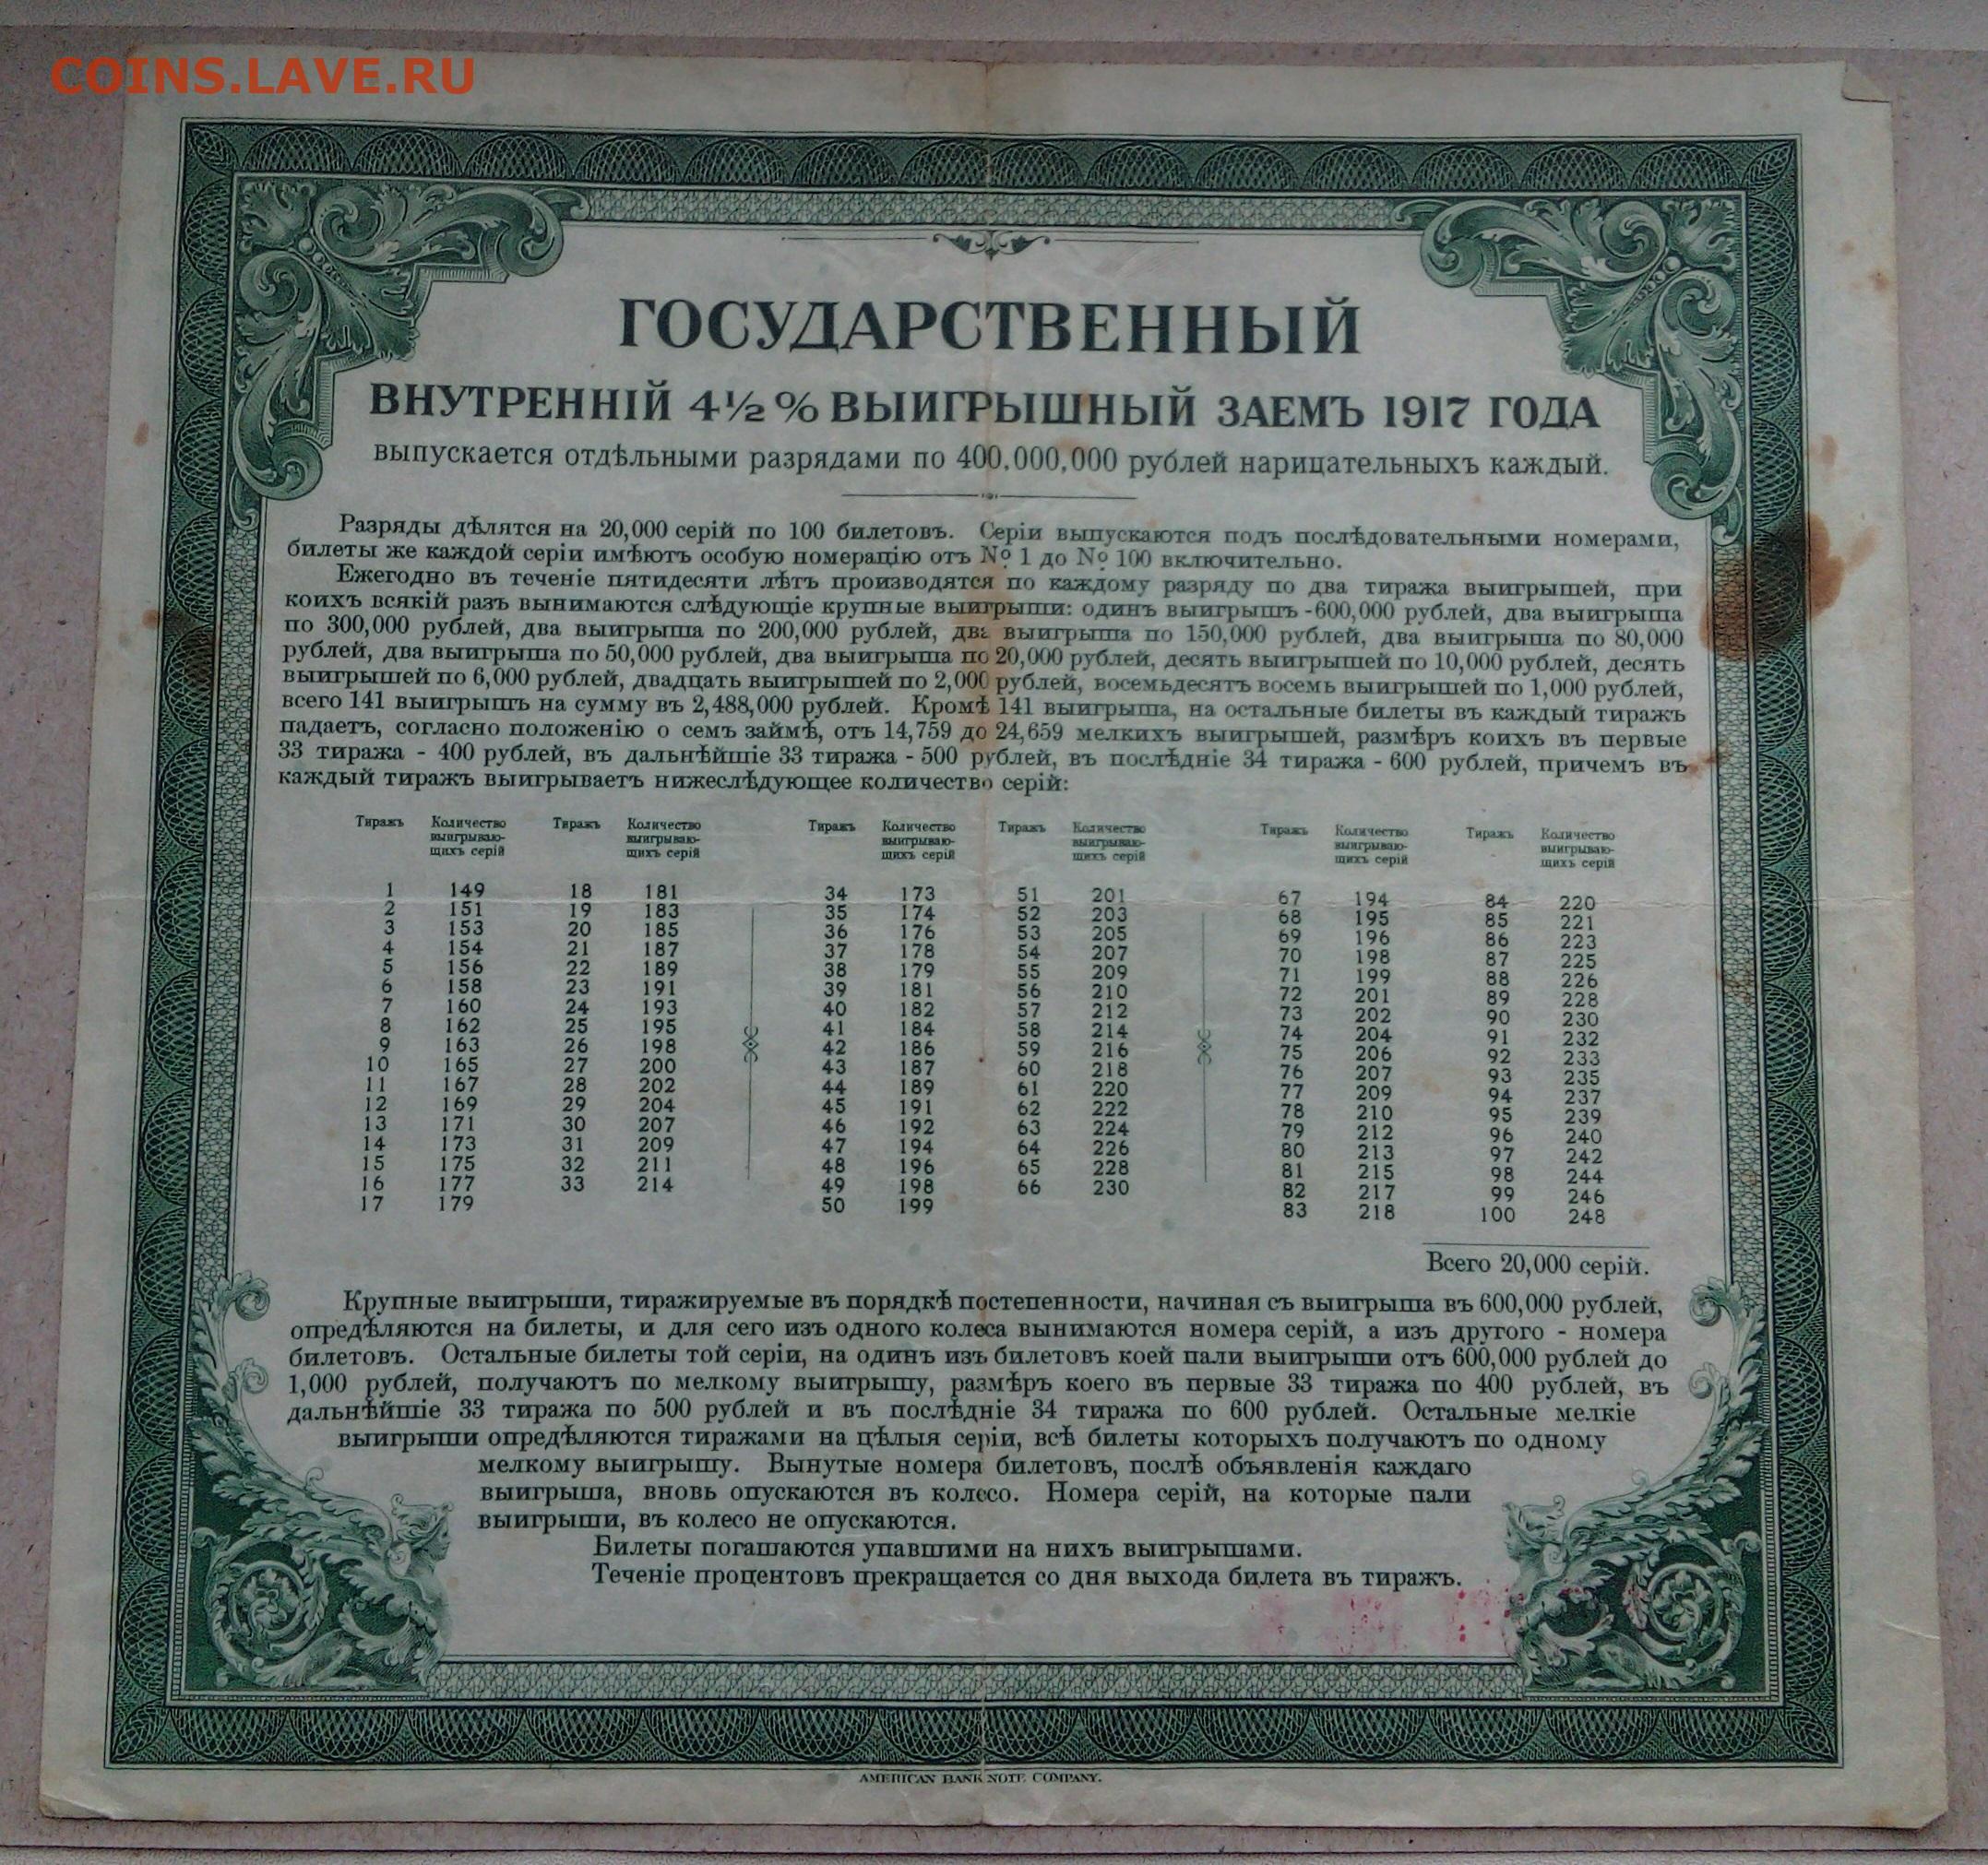 COINS.LAVE.RU
ГОСУДАРСТВЕННЫЙ
ВНУТРЕННІЙ 4½% ВЫИГРЫШНЫЙ ЗАЕМЪ 1917 ГОДА
выпускается отдѣльными разрядами по 400,000,000 рублей нарицательныхъ каждый.
Разряды дѣлятся на 20,000 серій по 100 билетовъ. Серіи выпускаются подъ послѣдовательными номерами,
билеты же каждой серіи имѣютъ особую номерацію отъ № 1 до № 100 включительно.
Ежегодно въ теченіе пятидесяти лѣтъ производятся по каждому разряду по два тиража выигрышей, при
коихъ всякій разъ вынимаются слѣдующіе крупные выигрыши: одинъ выигрышъ -600,000 рублей, два выигрыша
по 300,000 рублей, два выигрыша по 200,000 рублей, два выигрыша по 150,000 рублей, два выигрыша по 80,000
рублей, два выигрыша по 50,000 рублей, два выигрыша по 20,000 рублей, десять выигрышей по 10,000 рублей, десять
выигрышей по 6,000 рублей, двадцать выигрышей по 2,000 рублей, восемьдесятъ восемь выигрышей по 1,000 рублей,
всего 141 выигрышъ на сумму въ 2,488,000 рублей. Кромѣ 141 выигрыша, на остальные билеты въ каждый тиражъ
падаетъ, согласно положенію о семъ займѣ, отъ 14,759 до 24,659 мелкихъ выигрышей, размѣръ коихъ въ первые
33 тиража - 400 рублей, въ дальнѣйшіе 33 тиража - 500 рублей, въ послѣдніе 34 тиража - 600 рублей, причемъ въ
каждый тиражъ выигрываетъ нижеслѣдующее количество серій:
Тиражъ Количество Тиражъ Количество Тиражъ Количество Тиражъ Количество Тиражъ Количество Тиражъ Количество
выигрываю- выигрываю- выигрываю- выигрываю- выигрываю- выигрываю-
щихъ серій щихъ серій щихъ серій щихъ серій щихъ серій щихъ серій
1 149 18 181 34 173 51 201 67 194 84 220
2 151 19 183 35 174 52 203 68 195 85 221
3 153 20 185 36 176 53 205 69 196 86 223
4 154 21 187 37 178 54 207 70 198 87 225
5 156 22 189 38 179 55 209 71 199 88 226
6 158 23 191 39 181 56 210 72 201 89 228
7 160 24 193 40 182 57 212 73 202 90 230
8 162 25 195 41 184 58 214 74 204 91 232
9 163 26 198 42 186 59 216 75 206 92 233
10 165 27 200 43 187 60 218 76 207 93 235
11 167 28 202 44 189 61 220 77 209 94 237
12 169 29 204 45 191 62 222 78 210 95 239
13 171 30 207 46 192 63 224 79 212 96 240
14 173 31 209 47 194 64 226 80 213 97 242
15 175 32 211 48 196 65 228 81 215 98 244
16 177 33 214 49 198 66 230 82 217 99 246
17 179 50 199 83 218 100 248
Всего 20,000 серій.
Крупные выигрыши, тиражируемые въ порядкѣ постепенности, начиная съ выигрыша въ 600,000 рублей,
опредѣляются на билеты, и для сего изъ одного колеса вынимаются номера серій, а изъ другого - номера
билетовъ. Остальные билеты той серіи, на одинъ изъ билетовъ коей пали выигрыши отъ 600,000 рублей до
1,000 рублей, получаютъ по мелкому выигрышу, размѣръ коего въ первые 33 тиража по 400 рублей, въ
дальнѣйшіе 33 тиража по 500 рублей и въ послѣдніе 34 тиража по 600 рублей. Остальные мелкіе
выигрыши опредѣляются тиражами на цѣлыя серіи, всѣ билеты которыхъ получаютъ по одному
мелкому выигрышу. Вынутые номера билетовъ, послѣ объявленія каждаго
выигрыша, вновь опускаются въ колесо. Номера серій, на которые пали
выигрыши, въ колесо не опускаются.
Билеты погашаются упавшими на нихъ выигрышами.
Теченіе процентовъ прекращается со дня выхода билета въ тиражъ.
AMERICAN BANK NOTE COMPANY.